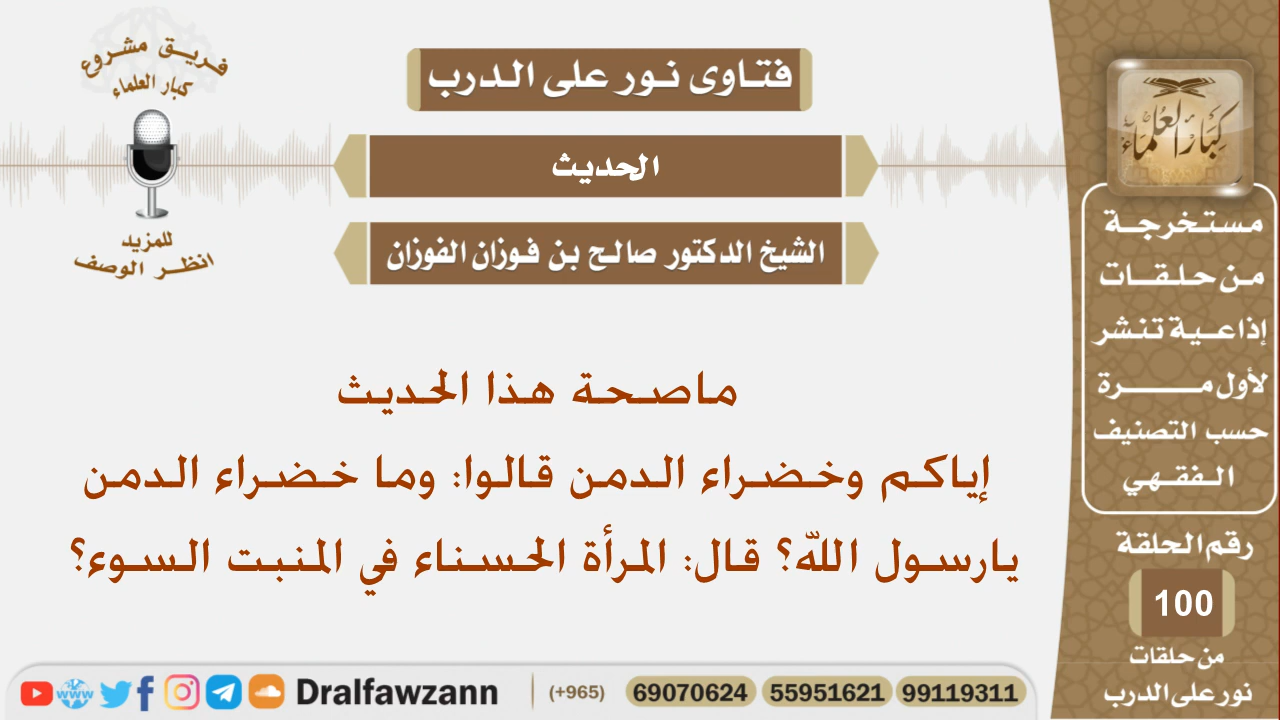 فريق مشروع
كبار العلماء
للمزيد
انظر الوصف
فتاوى نور على الدرب
الحديث
الشيخ الدكتور صالح بن فوزان الفوزان
ماصحة هذا الحديث
إياكم وخضراء الدمن قالوا: وما خضراء الدمن
يارسول الله؟ قال: المرأة الحسناء في المنبت السوء؟
كبار العلماء
مستخرجة
من حلقات
إذاعية تنشر
لأول مرة
حسب التصنيف
الفقهي
رقم الحلقة
100
من حلقات
نور على الدرب
www
Dralfawzann
(+965)
69070624
55951621
99119311